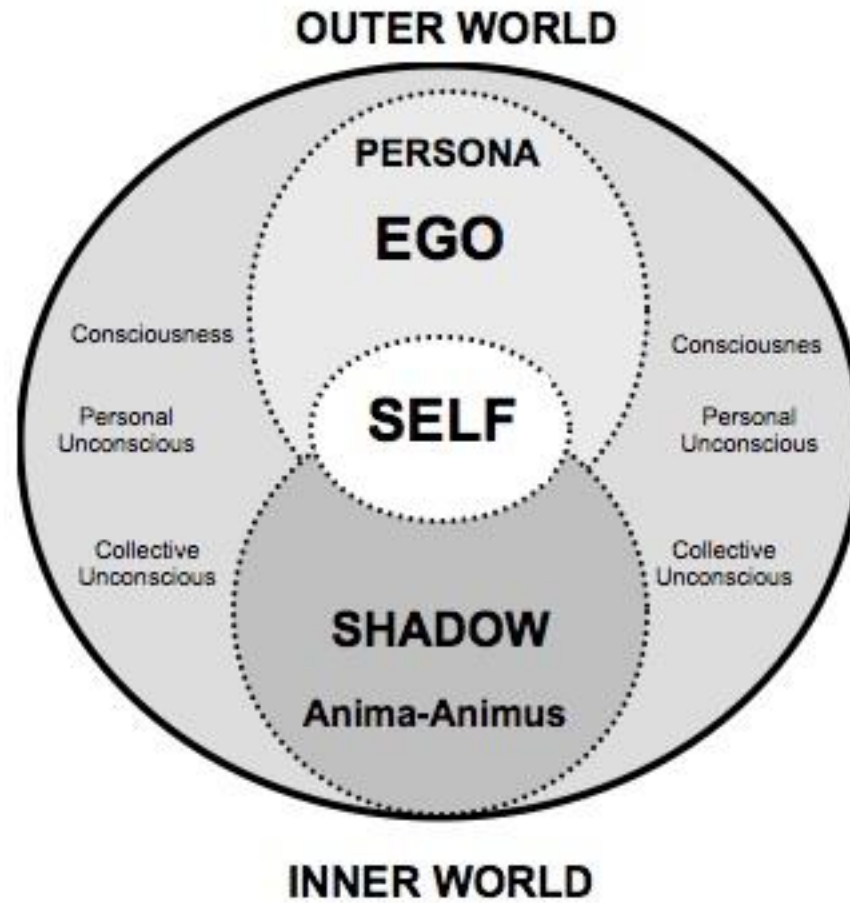 OUTER WORLD
PERSONA
EGO
Consciousness
Consciousnes
SELF
Personal
Unconscious
Personal
Unconscious
Collective
Unconscious
Collective
Unconscious
SHADOW
Anima-Animus
INNER WORLD